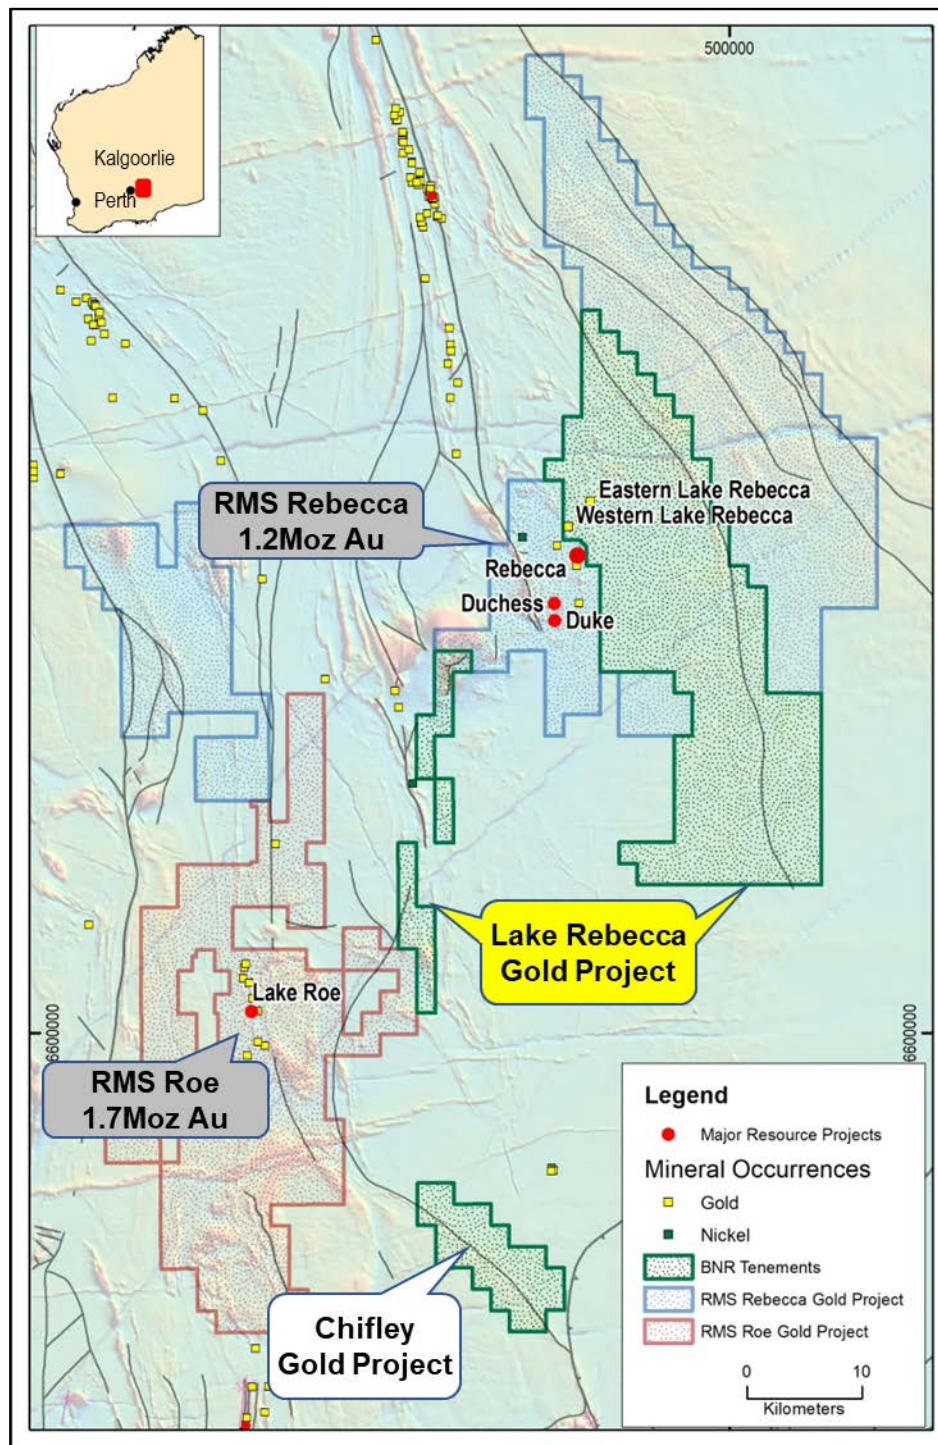 500000
Kalgoorlie
Perth
RMS Rebecca
1.2Moz Au
Eastern Lake Rebecca
Western Lake Rebecca
Rebecca
Duchess
Duke
Lake Rebecca
Gold Project
Lake Roe
6600000
6600000
RMS Roe
1.7Moz Au
Chifley
Gold Project
Legend
Major Resource Projects
Mineral Occurrences
Gold
Nickel
BNR Tenements
RMS Rebecca Gold Project
RMS Roe Gold Project
0 10
Kilometers